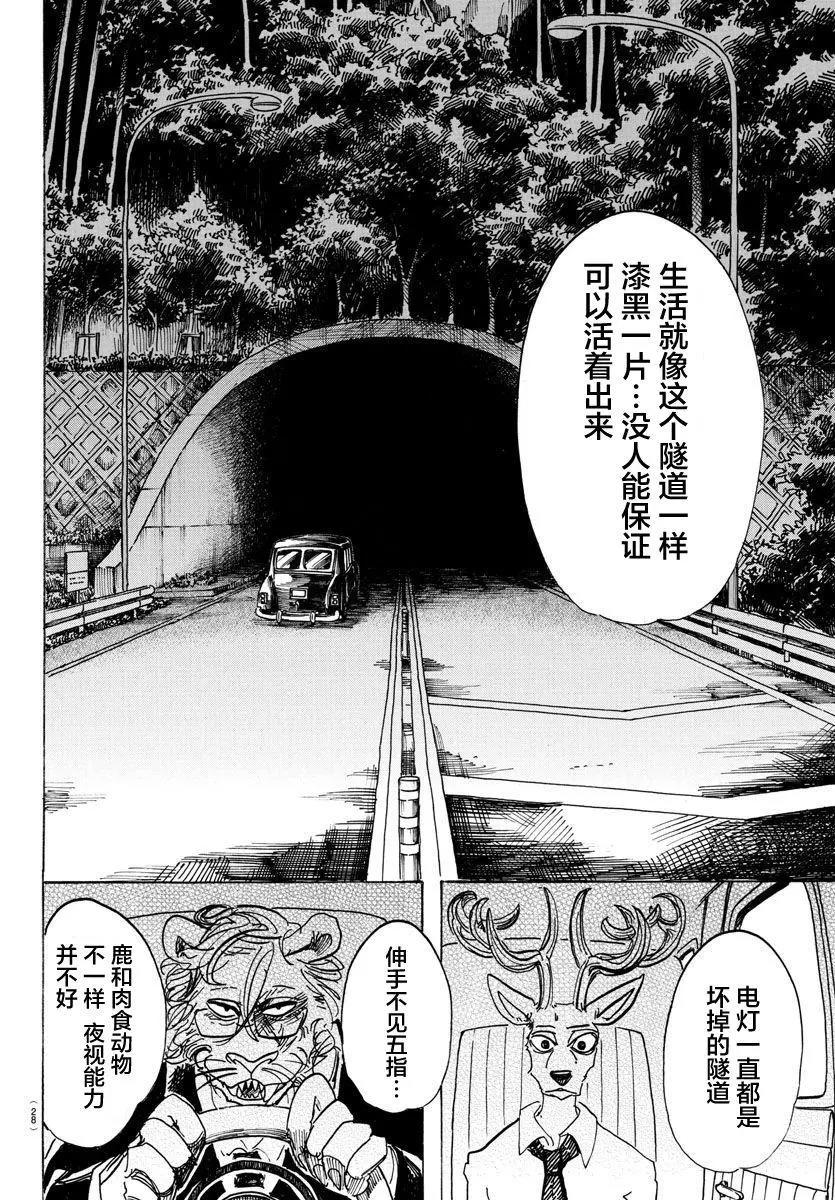 生活就像这个隧道一样
漆黑一片…没人能保证
可以活着出来
电灯一直都是
坏掉的隧道
伸手不见五指…
鹿和肉食动物
不一样 夜视能力
并不好
(28)